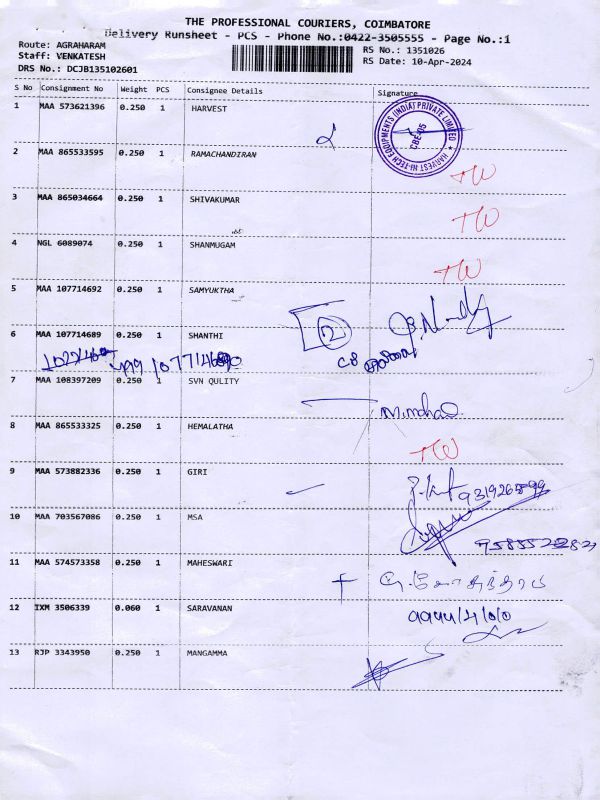 THE PROFESSIONAL COURIERS, COIMBATORE
Delivery Runsheet - PCS - Phone No.:0422-3505555 - Page No.:1
Route: AGRAHARAM
RS No.: 1351026
Staff: VENKATESH
RS Date: 10-Apr-2024
DRS No.: DCJB135102601
S No Consignment No Weight PCS Consignee Details Signature
1 MAA 573621396 0.250 1 HARVEST
HARVEST HI-TECH EQUIPMENTS (INDIA) PRIVATE LIMITED
CBE-05
2 MAA 865533595 0.250 1 RAMACHANDIRAN
TW
3 MAA 865034664 0.250 1 SHIVAKUMAR
TW
4 NGL 6089074 0.250 1 SHANMUGAM
TW
5 MAA 107714692 0.250 1 SAMYUKTHA
2
6 MAA 107714689 0.250 1 SHANTHI
7 MAA 108397209 0.250 1 SVN QULITY
M.mohan
8 MAA 865533325 0.250 1 HEMALATHA
TW
9 MAA 573882336 0.250 1 GIRI
10 MAA 703567086 0.250 1 MSA
11 MAA 574573358 0.250 1 MAHESWARI
12 IXM 3506339 0.060 1 SARAVANAN
13 RJP 3343950 0.250 1 MANGAMMA